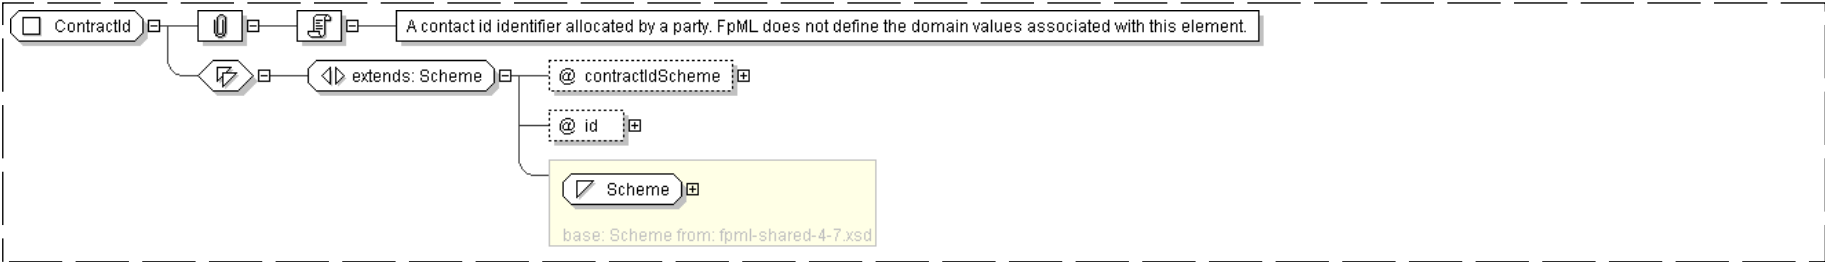 ContractId
A contact id identifier allocated by a party. FpML does not define the domain values associated with this element.
extends: Scheme
@ contractIdScheme
@ id
Scheme
base: Scheme from: fpml-shared-4-7.xsd